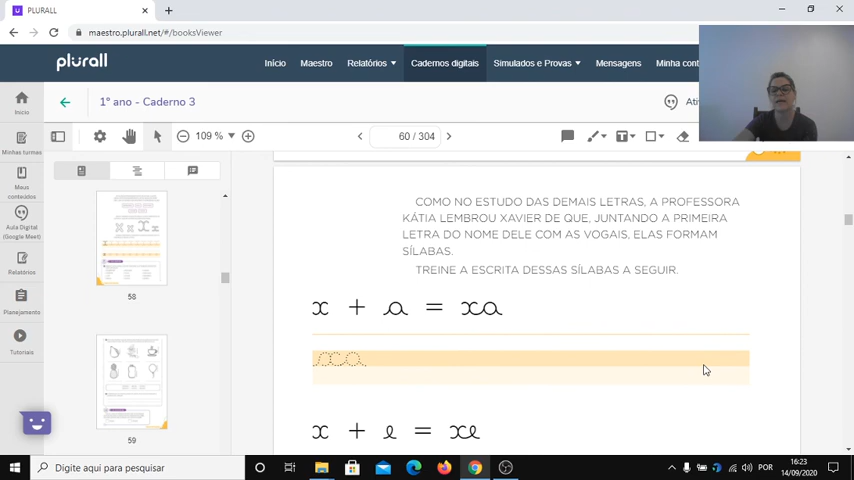 PLURALL
maestro.plurall.net/#/booksViewer
plurall
Início
Maestro
Relatórios
Cadernos digitais
Simulados e Provas
Mensagens
Minha cont
Início
1º ano - Caderno 3
Ati
Minhas turmas
109 %
60 / 304
Meus
conteúdos
Aula Digital
(Google Meet)
Relatórios
Planejamento
Tutoriais
58
59
COMO NO ESTUDO DAS DEMAIS LETRAS, A PROFESSORA
KÁTIA LEMBROU XAVIER DE QUE, JUNTANDO A PRIMEIRA
LETRA DO NOME DELE COM AS VOGAIS, ELAS FORMAM
SÍLABAS.
TREINE A ESCRITA DESSAS SÍLABAS A SEGUIR.
x + a = xa
xa
x + e = xe
Digite aqui para pesquisar
POR
16:23
14/09/2020